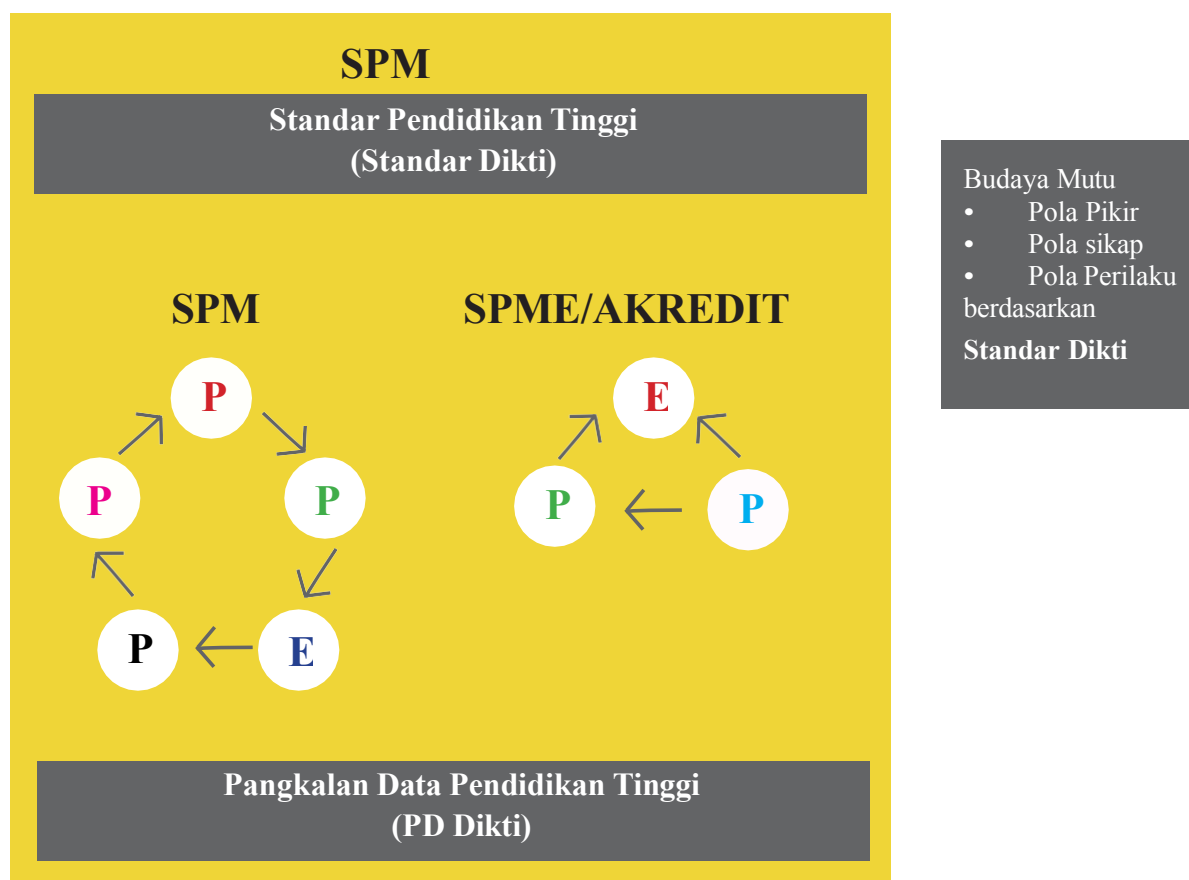 SPM
Standar Pendidikan Tinggi
(Standar Dikti)
SPM
P
P
E
P
P
SPME/AKREDIT
E
P
P
Pangkalan Data Pendidikan Tinggi
(PD Dikti)
Budaya Mutu
• Pola Pikir
• Pola sikap
• Pola Perilaku
berdasarkan
Standar Dikti